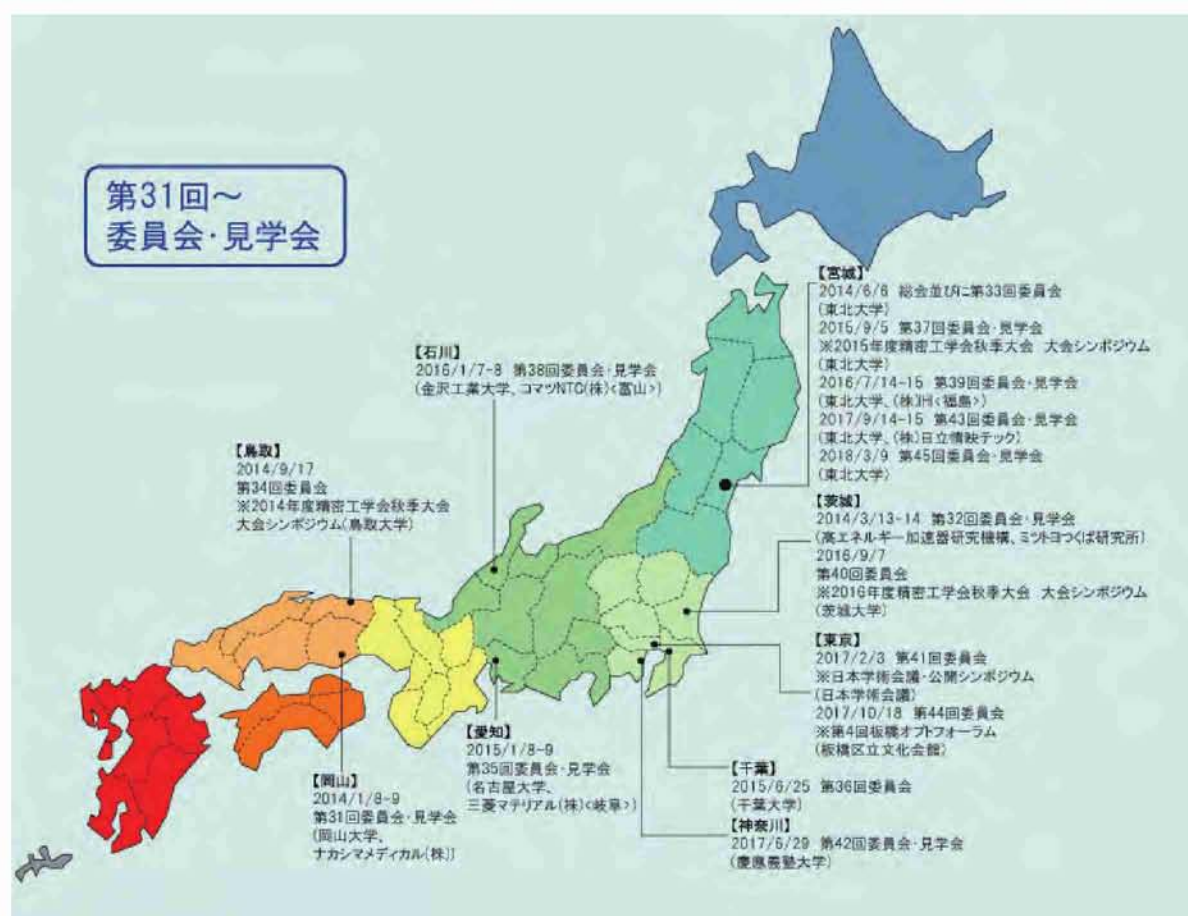 第31回～
委員会・見学会
【宮城】
2014/6/6 総会並びに第33回委員会
(東北大学)
2015/9/5 第37回委員会・見学会
※2015年度精密工学会秋季大会 大会シンポジウム
(東北大学)
2016/7/14-15 第39回委員会・見学会
(東北大学、(株)IHI<福島>)
2017/9/14-15 第43回委員会・見学会
(東北大学、(株)日立情映テック)
2018/3/9 第45回委員会・見学会
(東北大学)
【石川】
2016/1/7-8 第38回委員会・見学会
(金沢工業大学、コマツNTC(株)<富山>)
【鳥取】
2014/9/17
第34回委員会
※2014年度精密工学会秋季大会
大会シンポジウム(鳥取大学)
【茨城】
2014/3/13-14 第32回委員会・見学会
(高エネルギー加速器研究機構、ミツトヨつくば研究所)
2016/9/7
第40回委員会
※2016年度精密工学会秋季大会 大会シンポジウム
(茨城大学)
【東京】
2017/2/3 第41回委員会
※日本学術会議・公開シンポジウム
(日本学術会議)
2017/10/18 第44回委員会
※第4回板橋オプトフォーラム
(板橋区立文化会館)
【愛知】
2015/1/8-9
第35回委員会・見学会
(名古屋大学、
三菱マテリアル(株)<岐阜>)
【岡山】
2014/1/8-9
第31回委員会・見学会
(岡山大学、
ナカシマメディカル(株))
【千葉】
2015/6/25 第36回委員会
(千葉大学)
【神奈川】
2017/6/29 第42回委員会・見学会
(慶應義塾大学)